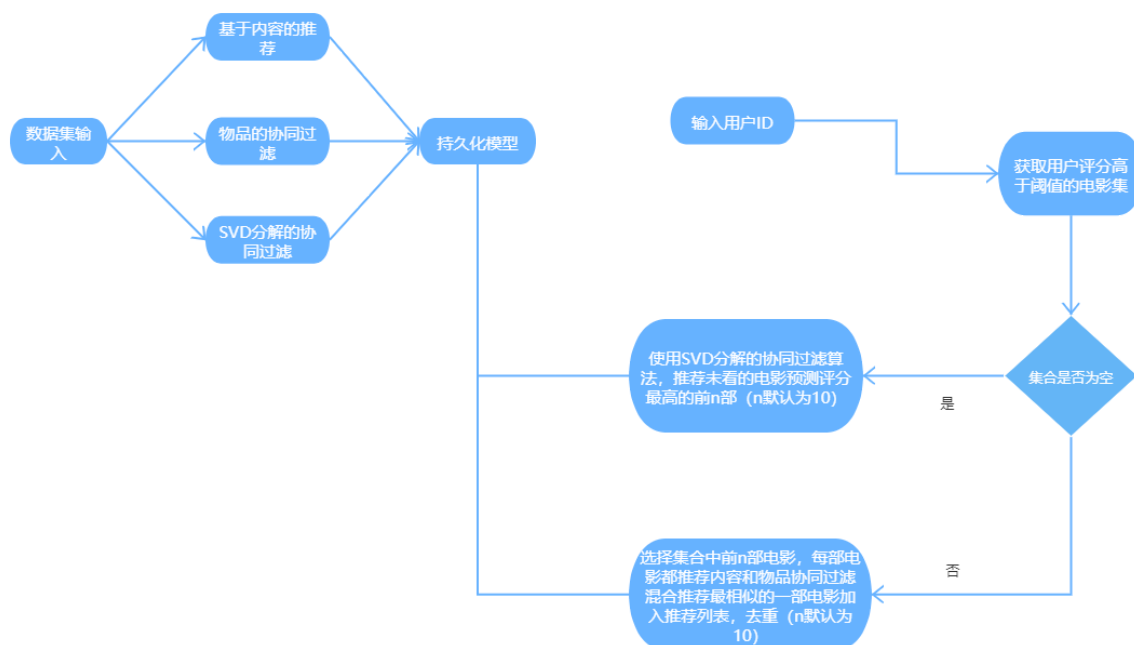 基于内容的推
荐
数据集输
入
物品的协同过
滤
持久化模型
SVD分解的协
同过滤
输入用户ID
获取用户评分高
于阈值的电影集
集合是否为空
是
使用SVD分解的协同过滤算
法，推荐未看的电影预测评分
最高的前n部（n默认为10）
否
选择集合中前n部电影，每部电
影都推荐内容和物品协同过滤
混合推荐最相似的一部电影加
入推荐列表，去重（n默认为
10）